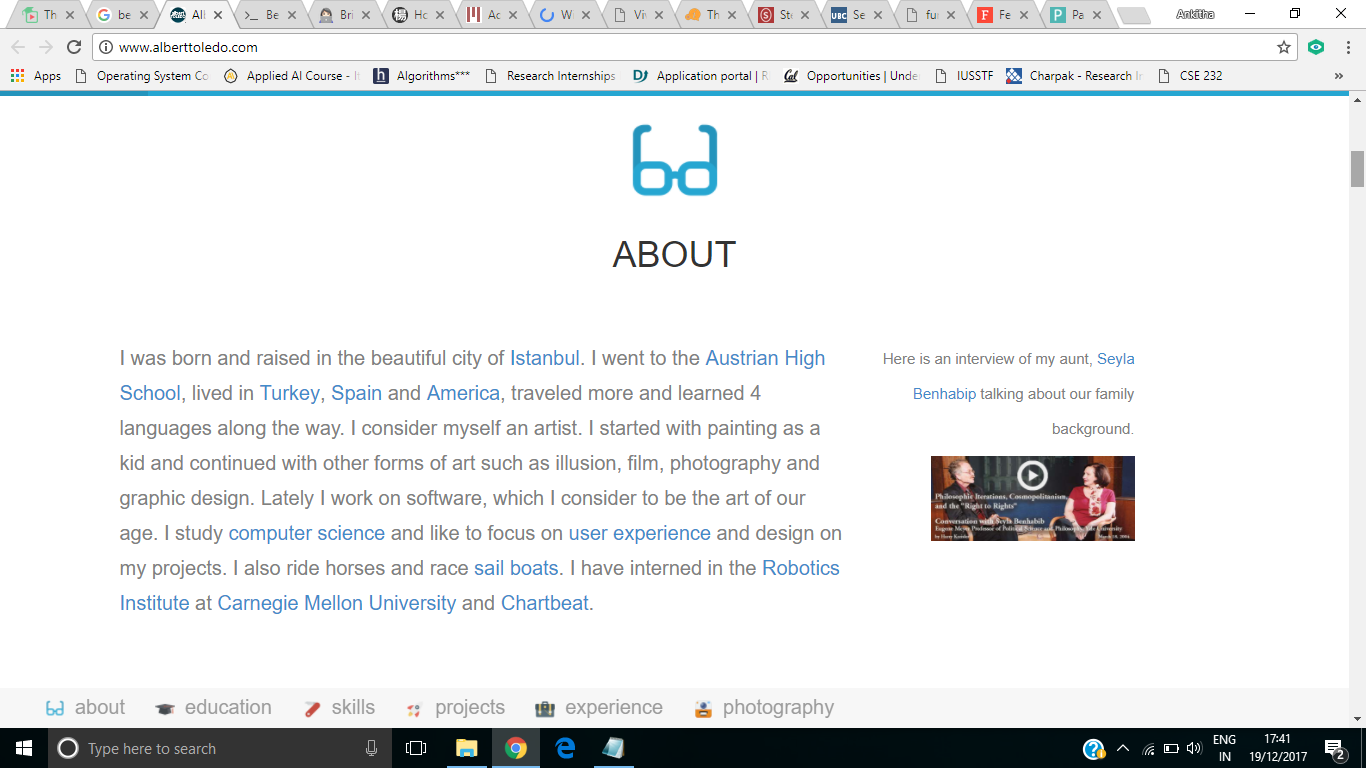 Th
be
All
Be
Bri
Ho
Ac
W
Vi
Th
Ste
UBC Se
fu
F Fe
P Pa
Ankitha
www.alberttoledo.com
Apps
Operating System Co
Applied AI Course - I
h Algorithms***
Research Internships
Application portal | R
Cal Opportunities | Unde
IUSSTF
Charpak - Research In
CSE 232
»
ABOUT
I was born and raised in the beautiful city of Istanbul. I went to the Austrian High
School, lived in Turkey, Spain and America, traveled more and learned 4
languages along the way. I consider myself an artist. I started with painting as a
kid and continued with other forms of art such as illusion, film, photography and
graphic design. Lately I work on software, which I consider to be the art of our
age. I study computer science and like to focus on user experience and design on
my projects. I also ride horses and race sail boats. I have interned in the Robotics
Institute at Carnegie Mellon University and Chartbeat.
Here is an interview of my aunt, Seyla
Benhabip talking about our family
background.
Philosophic Iterations, Cosmopolitanism,
and the "Right to Rights"
Conversation with Seyla Benhabib
Eugene Meyer Professor of Political Science and Philosophy, Yale University
by Harry Kreisler
March 18, 2004
about
education
skills
projects
experience
photography
Type here to search
ENG
IN
17:41
19/12/2017
2